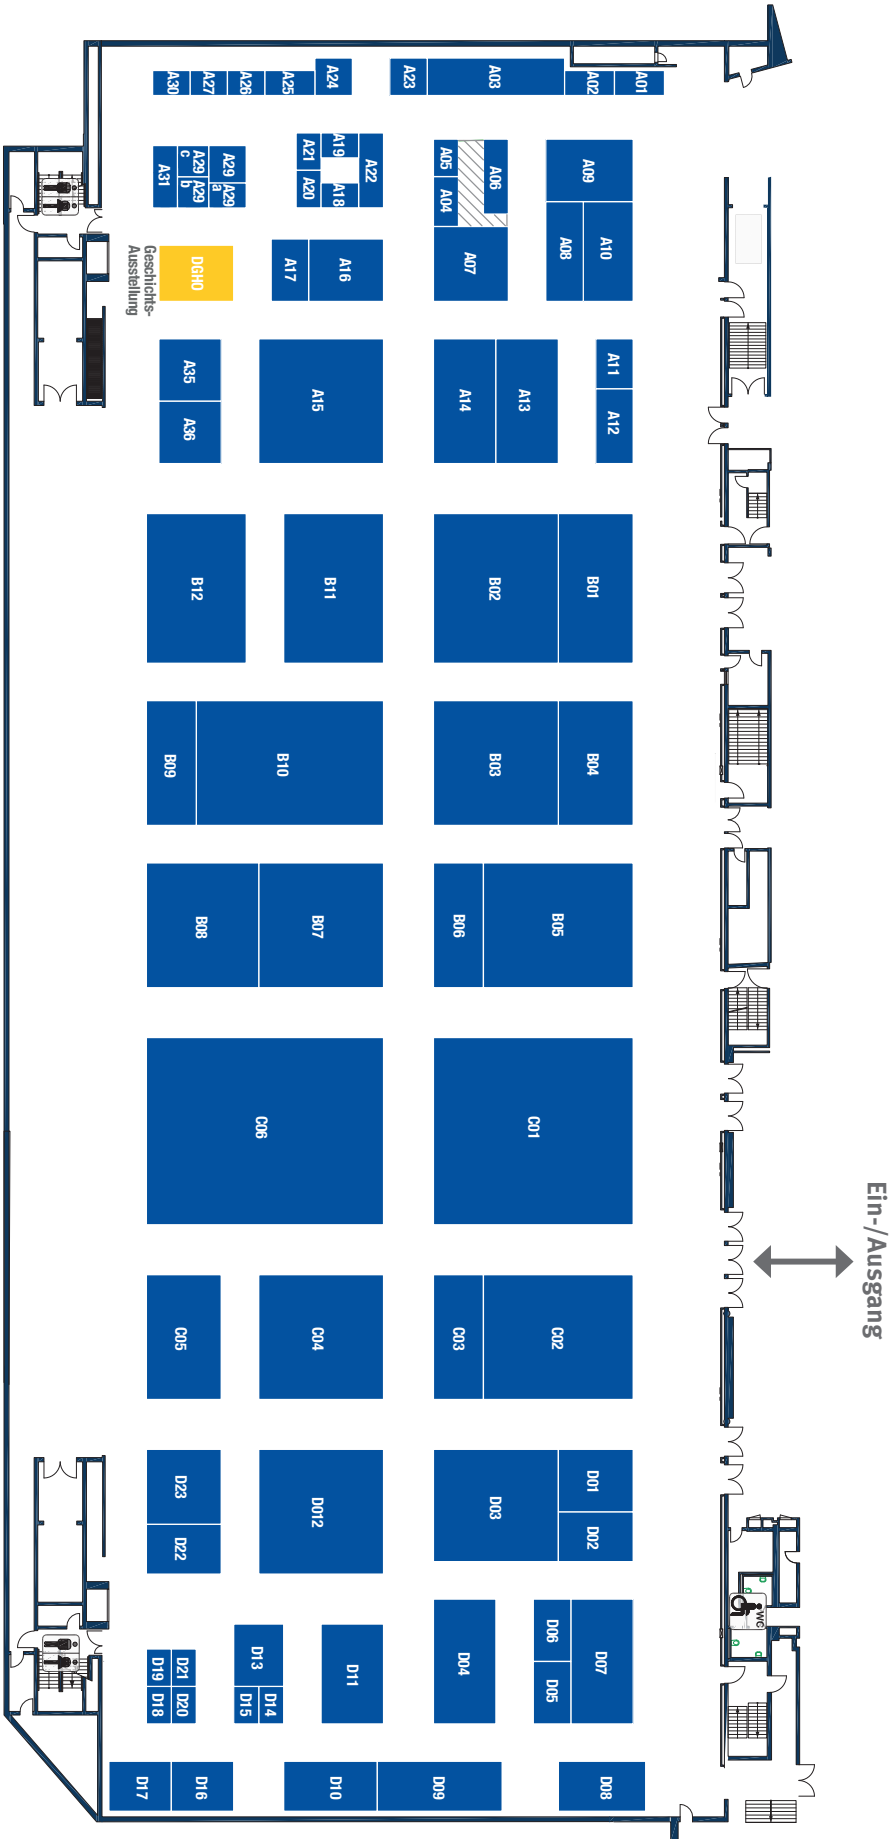 A30
A27
A26
A25
A24
A23
A03
A02
A01
A31
A29
c
A29
b
A29
A29
a
A21
A20
A19
A18
A22
A05
A04
A06
A09
Geschichts-
Ausstellung
DGHO
A17
A16
A07
A08
A10
A35
A36
A15
A14
A13
A11
A12
B12
B11
B02
B01
B09
B10
B03
B04
B08
B07
B06
B05
C06
C01
Ein-/Ausgang
C05
C04
C03
C02
D23
D22
D012
D03
D01
D02
WC
D19
D21
D18
D20
D13
D15
D14
D11
D04
D06
D05
D07
D17
D16
D10
D09
D08